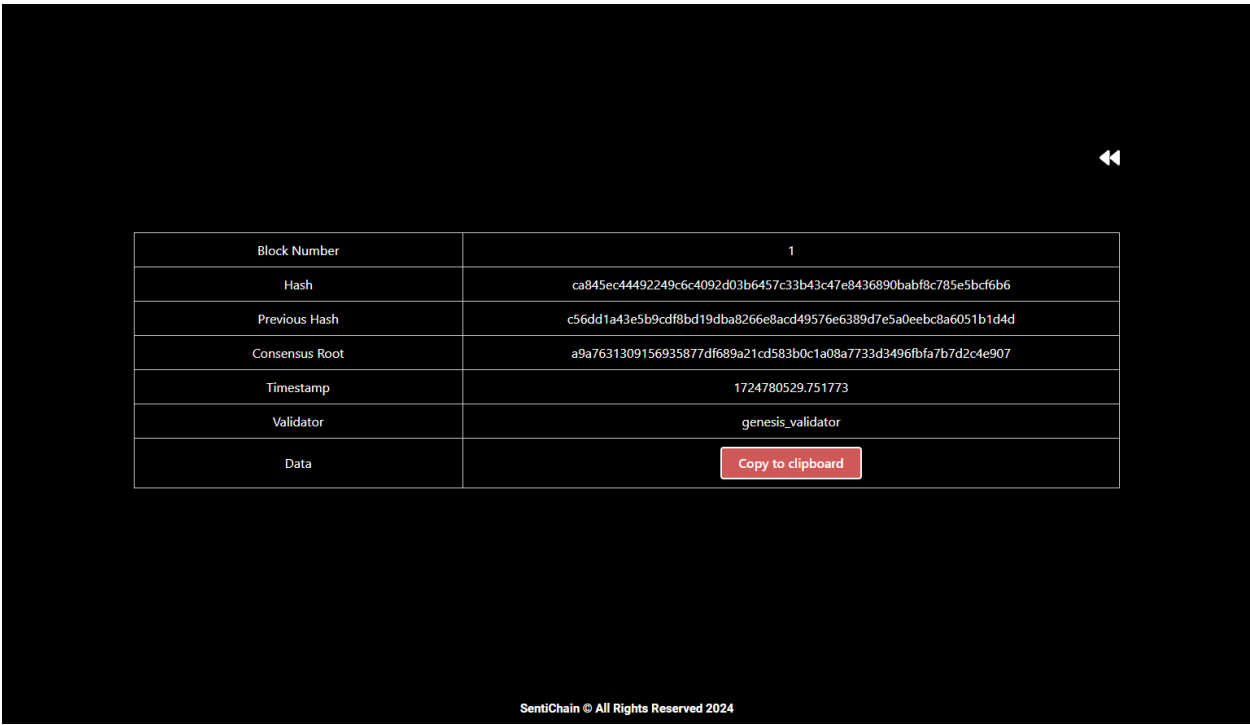 Block Number 1
Hash ca845ec44492249c6c4092d03b6457c33b43c47e8436890babf8c785e5bcf6b6
Previous Hash c56dd1a43e5b9cdf8bd19dba8266e8acd49576e6389d7e5a0eebc8a6051b1d4d
Consensus Root a9a7631309156935877df689a21cd583b0c1a08a7733d3496fbfa7b7d2c4e907
Timestamp 1724780529.751773
Validator genesis_validator
Data Copy to clipboard
SentiChain © All Rights Reserved 2024